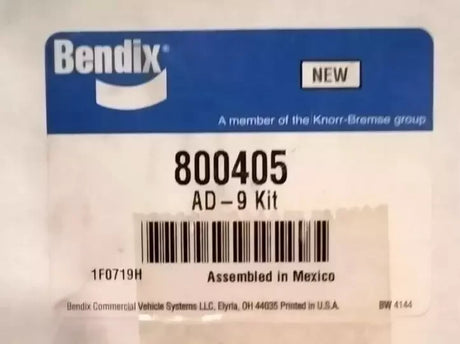 Bendix®
NEW
A member of the Knorr-Bremse group
800405
AD-9 Kit
1F0719H
Assembled in Mexico
Bendix Commercial Vehicle Systems LLC, Elyria, OH 44035 Printed in U.S.A.
BW 4144